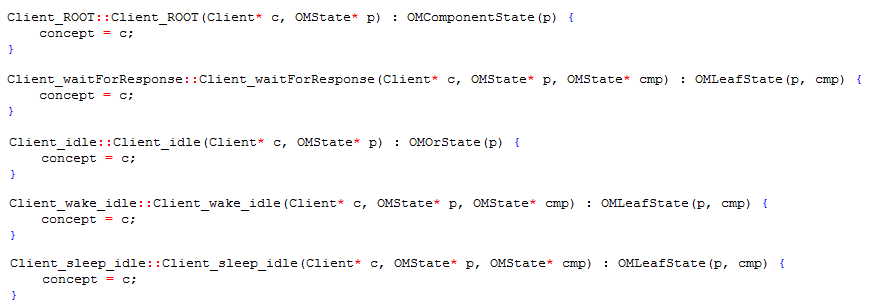 Client_ROOT::Client_ROOT(Client* c, OMState* p) : OMComponentState(p) {
    concept = c;
}
Client_waitForResponse::Client_waitForResponse(Client* c, OMState* p, OMState* cmp) : OMLeafState(p, cmp) {
    concept = c;
}
Client_idle::Client_idle(Client* c, OMState* p) : OMOrState(p) {
    concept = c;
}
Client_wake_idle::Client_wake_idle(Client* c, OMState* p, OMState* cmp) : OMLeafState(p, cmp) {
    concept = c;
}
Client_sleep_idle::Client_sleep_idle(Client* c, OMState* p, OMState* cmp) : OMLeafState(p, cmp) {
    concept = c;
}